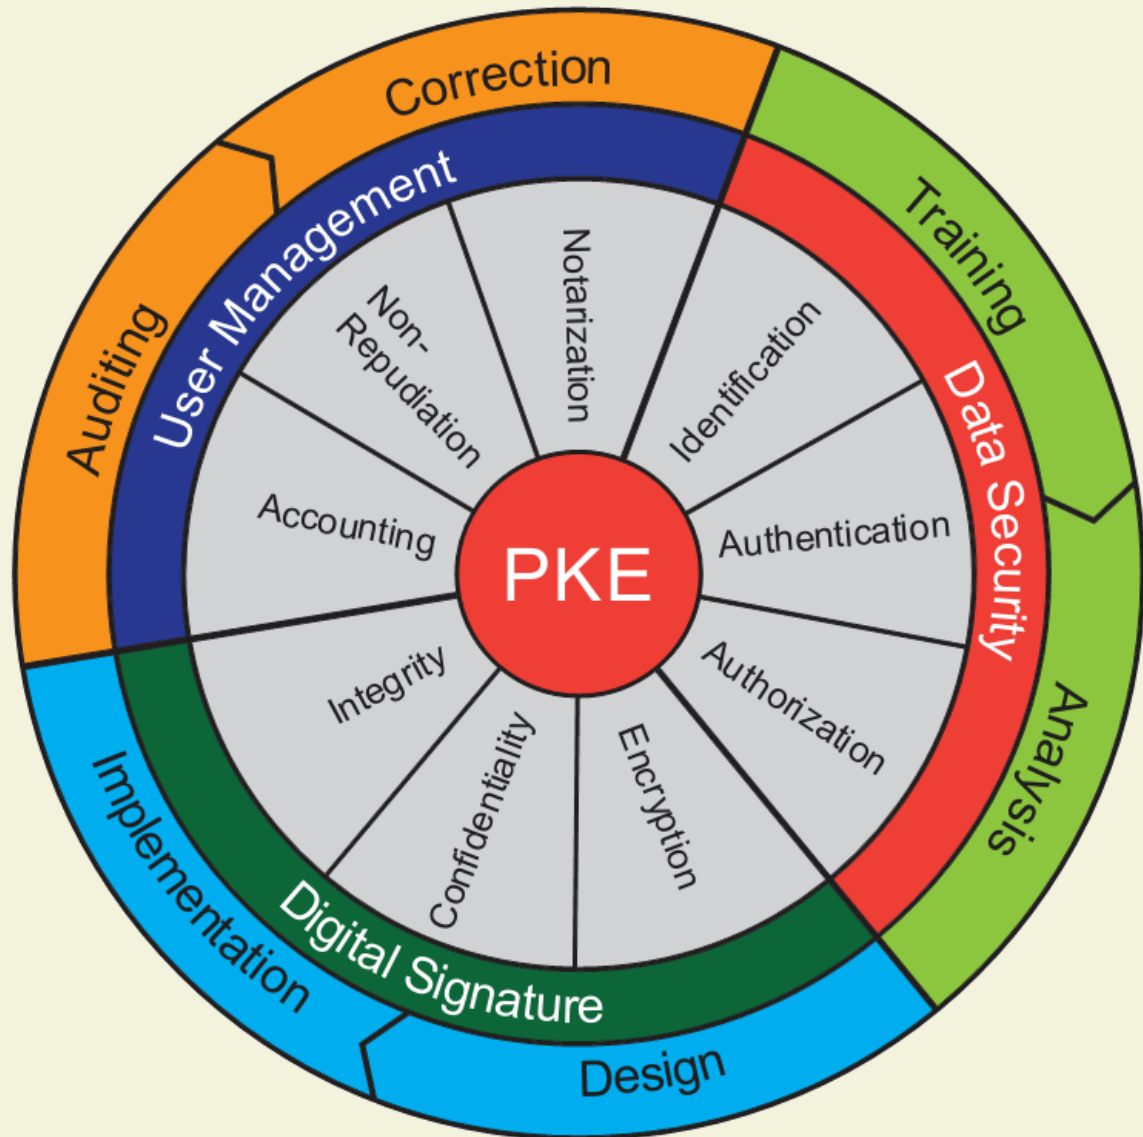 Correction
Training
Analysis
Design
Implementation
Auditing
User Management
Data Security
Digital Signature
Notarization
Identification
Authentication
Authorization
Encryption
Confidentiality
Integrity
Accounting
Non-
Repudiation
PKE